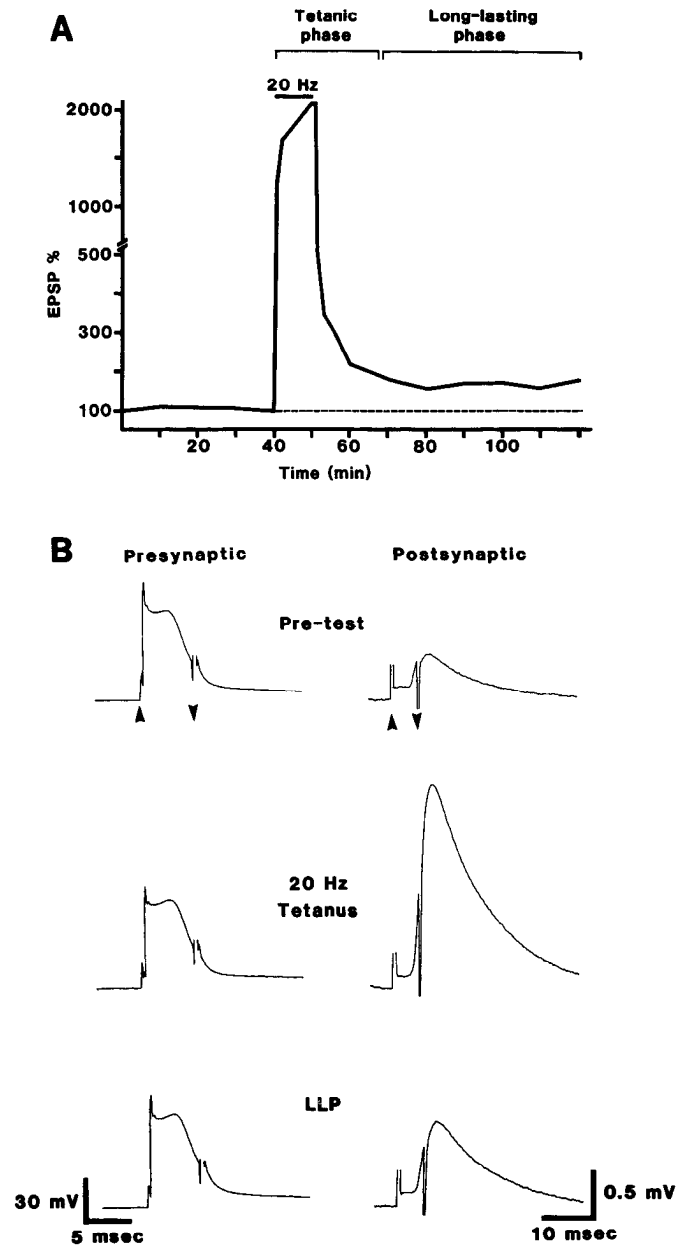 A
Tetanic phase
Long-lasting phase
20 Hz
2000
1000
500
300
100
EPSP %
20
40
60
80
100
Time (min)
B
Presynaptic
Postsynaptic
Pre-test
20 Hz
Tetanus
LLP
30 mV
5 msec
0.5 mV
10 msec